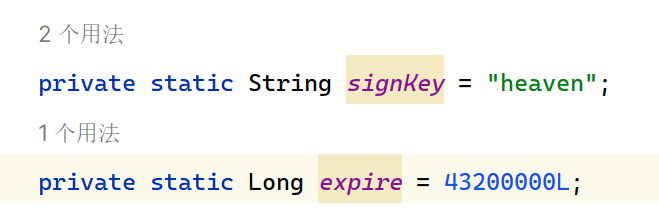 2 个用法
private static String signKey = "heaven";
1 个用法
private static Long expire = 43200000L;